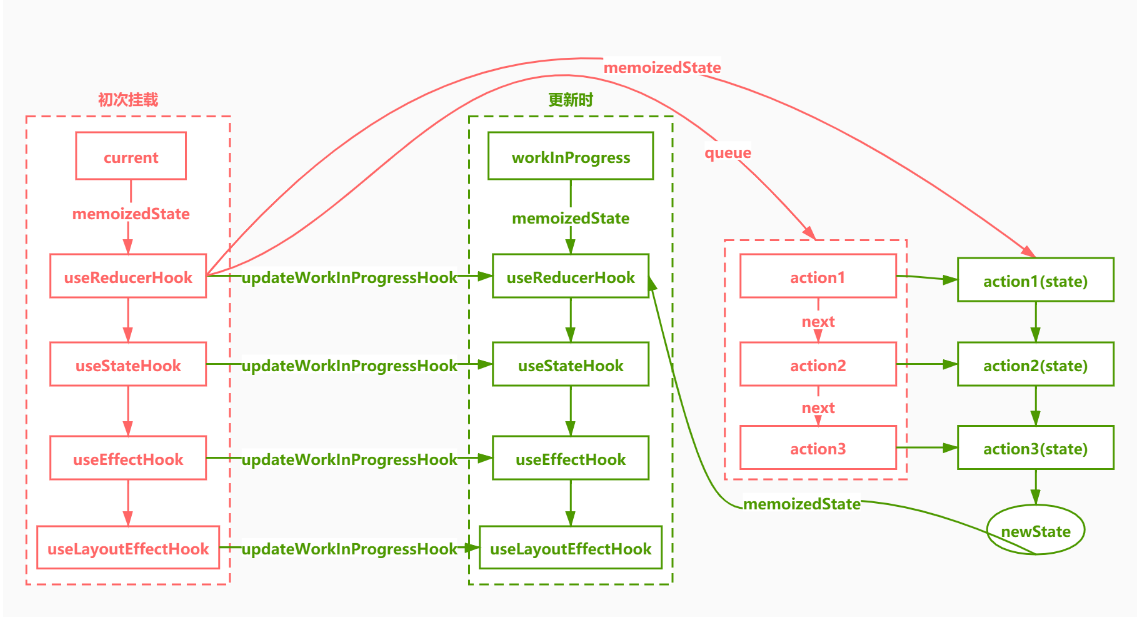 memoizedState
初次挂载
更新时
current
workInProgress
queue
memoizedState
memoizedState
useReducerHook
updateWorkInProgressHook
useReducerHook
action1
action1(state)
next
useStateHook
updateWorkInProgressHook
useStateHook
action2
action2(state)
next
useEffectHook
updateWorkInProgressHook
useEffectHook
action3
action3(state)
memoizedState
newState
useLayoutEffectHook
updateWorkInProgressHook
useLayoutEffectHook